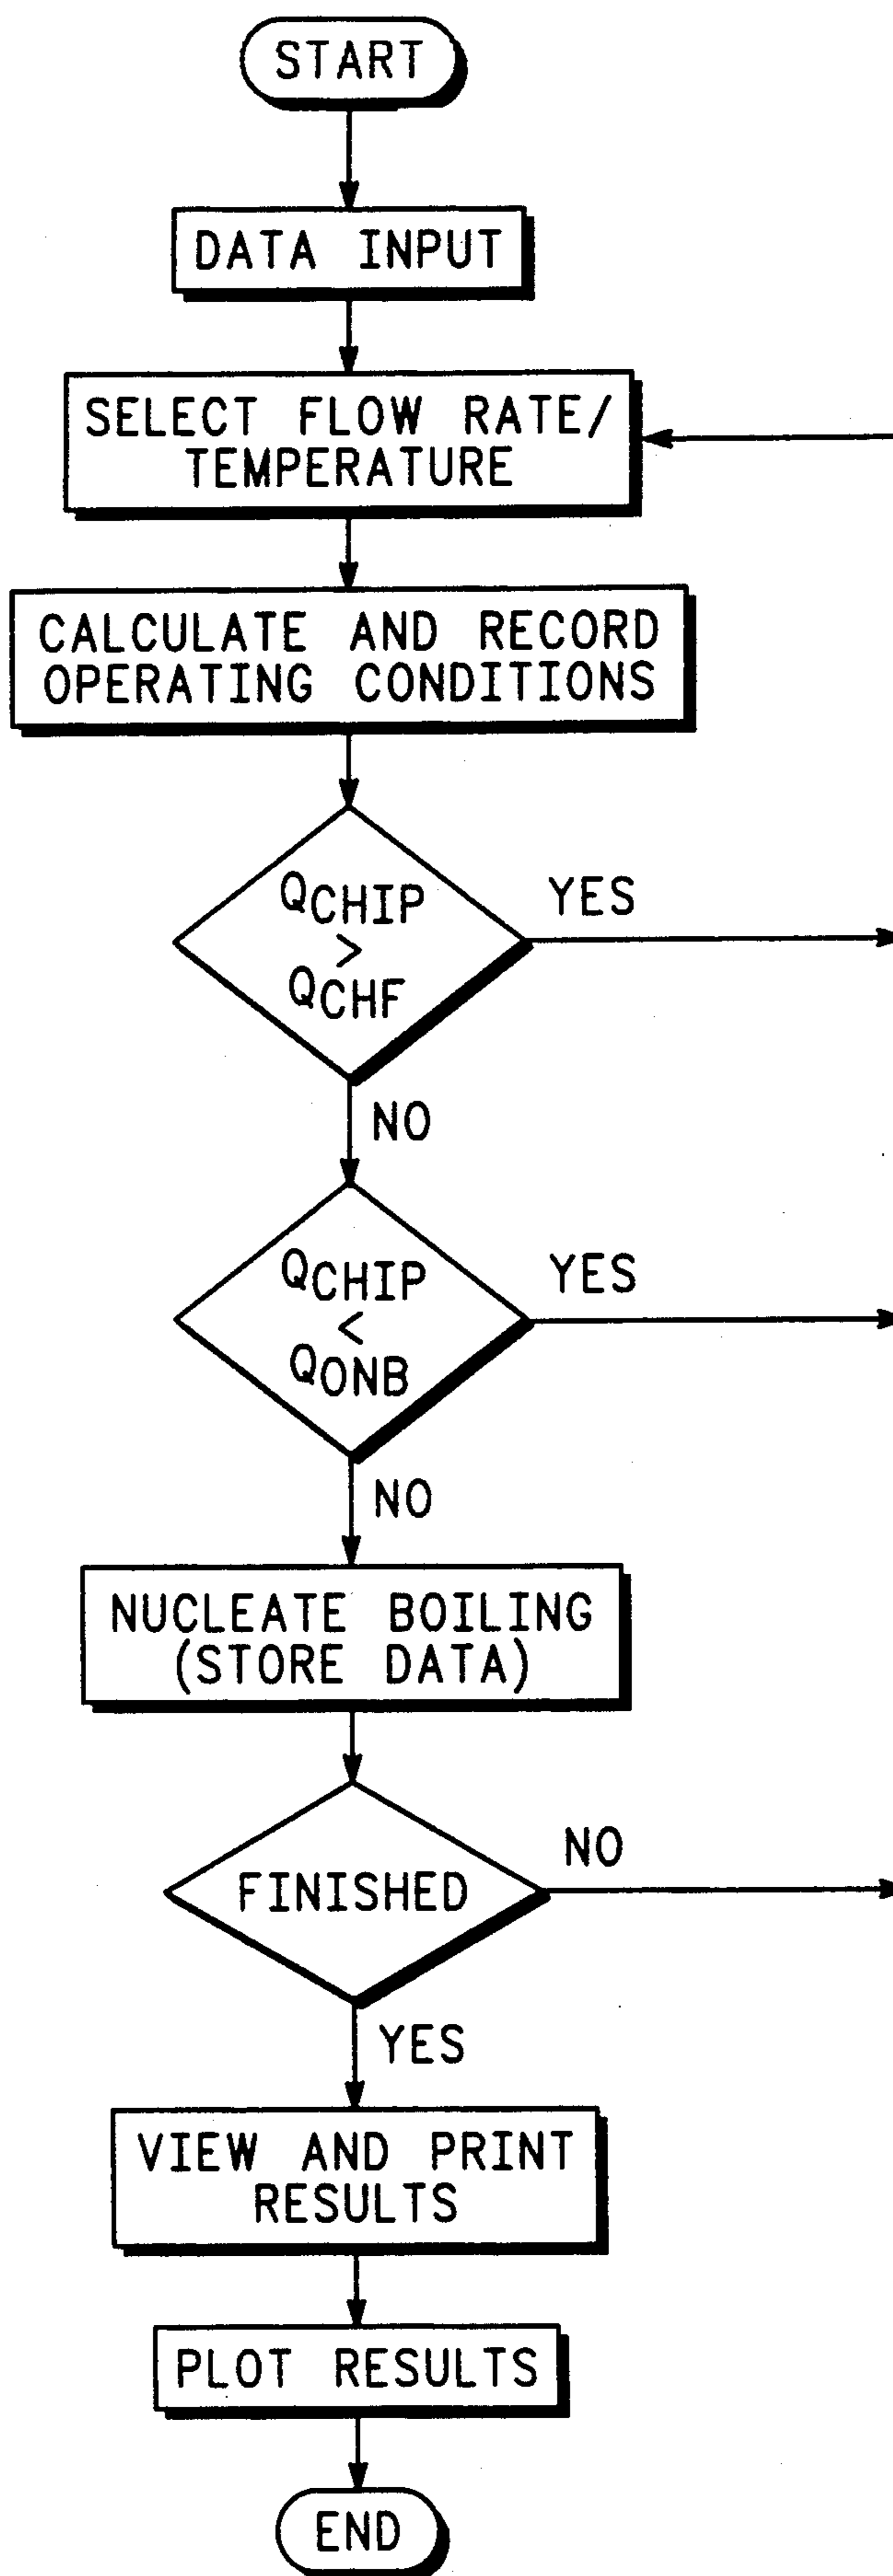 START
DATA INPUT
SELECT FLOW RATE/
TEMPERATURE
CALCULATE AND RECORD
OPERATING CONDITIONS
QCHIP
>
QCHF
YES
NO
QCHIP
<
QONB
YES
NO
NUCLEATE BOILING
(STORE DATA)
FINISHED
NO
YES
VIEW AND PRINT
RESULTS
PLOT RESULTS
END